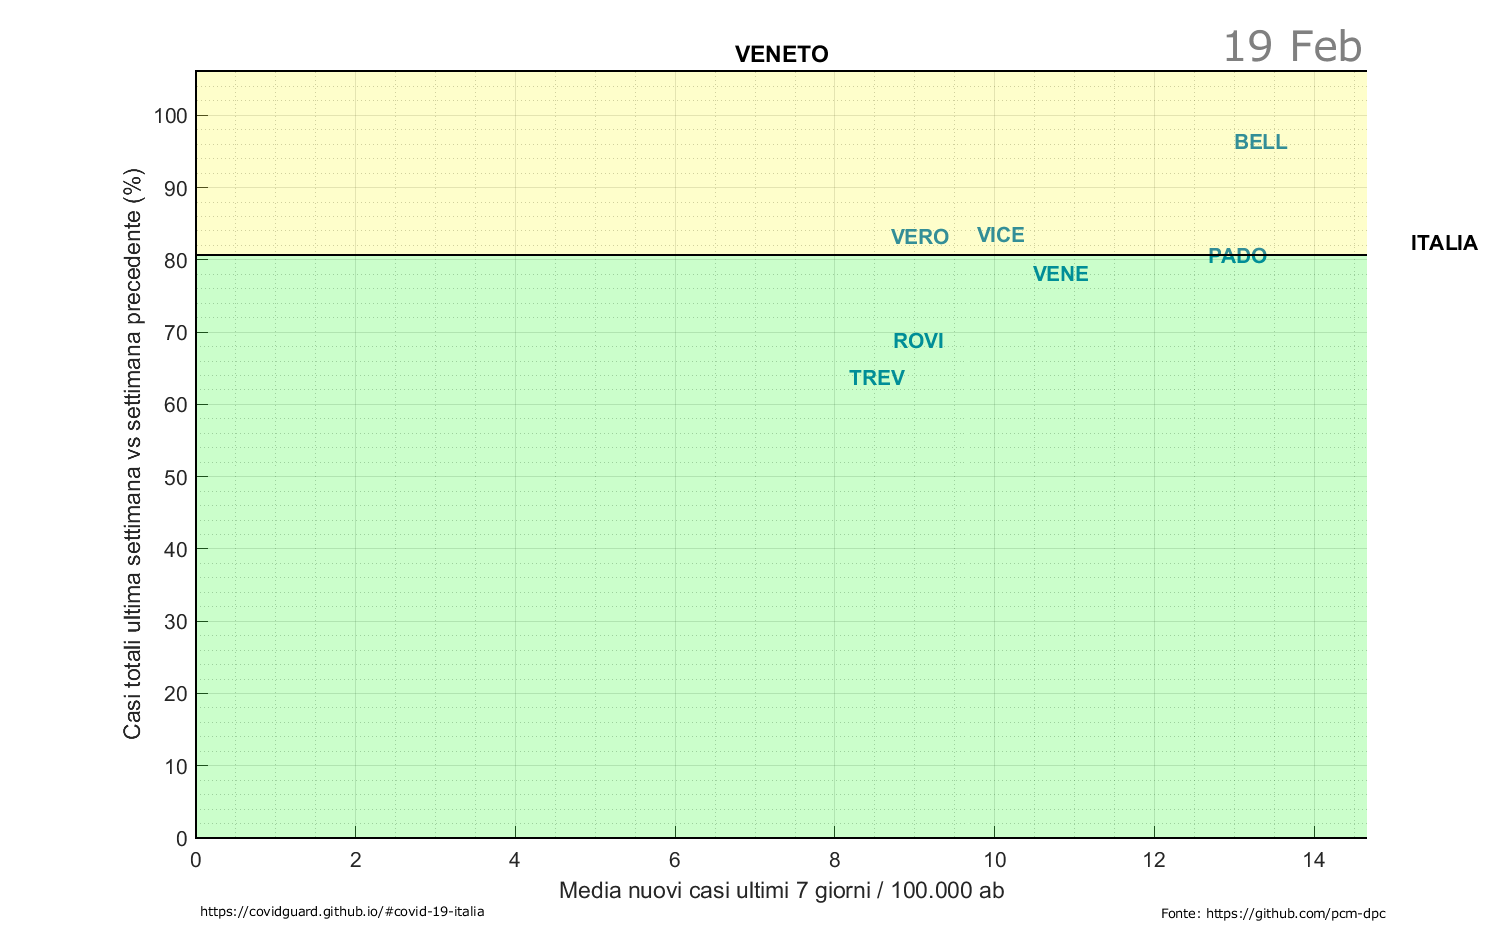 VENETO
19 Feb
100
90
80
70
60
50
40
30
20
10
0
Casi totali ultima settimana vs settimana precedente (%)
BELL
VERO
VICE
ITALIA
PADO
VENE
ROVI
TREV
0 2 4 6 8 10 12 14
Media nuovi casi ultimi 7 giorni / 100.000 ab
https://covidguard.github.io/#covid-19-italia
Fonte: https://github.com/pcm-dpc